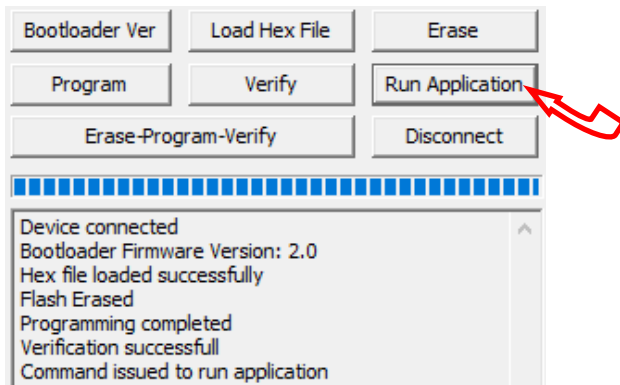 Bootloader Ver Load Hex File Erase
Program Verify Run Application
Erase-Program-Verify Disconnect
Device connected
Bootloader Firmware Version: 2.0
Hex file loaded successfully
Flash Erased
Programming completed
Verification successfull
Command issued to run application